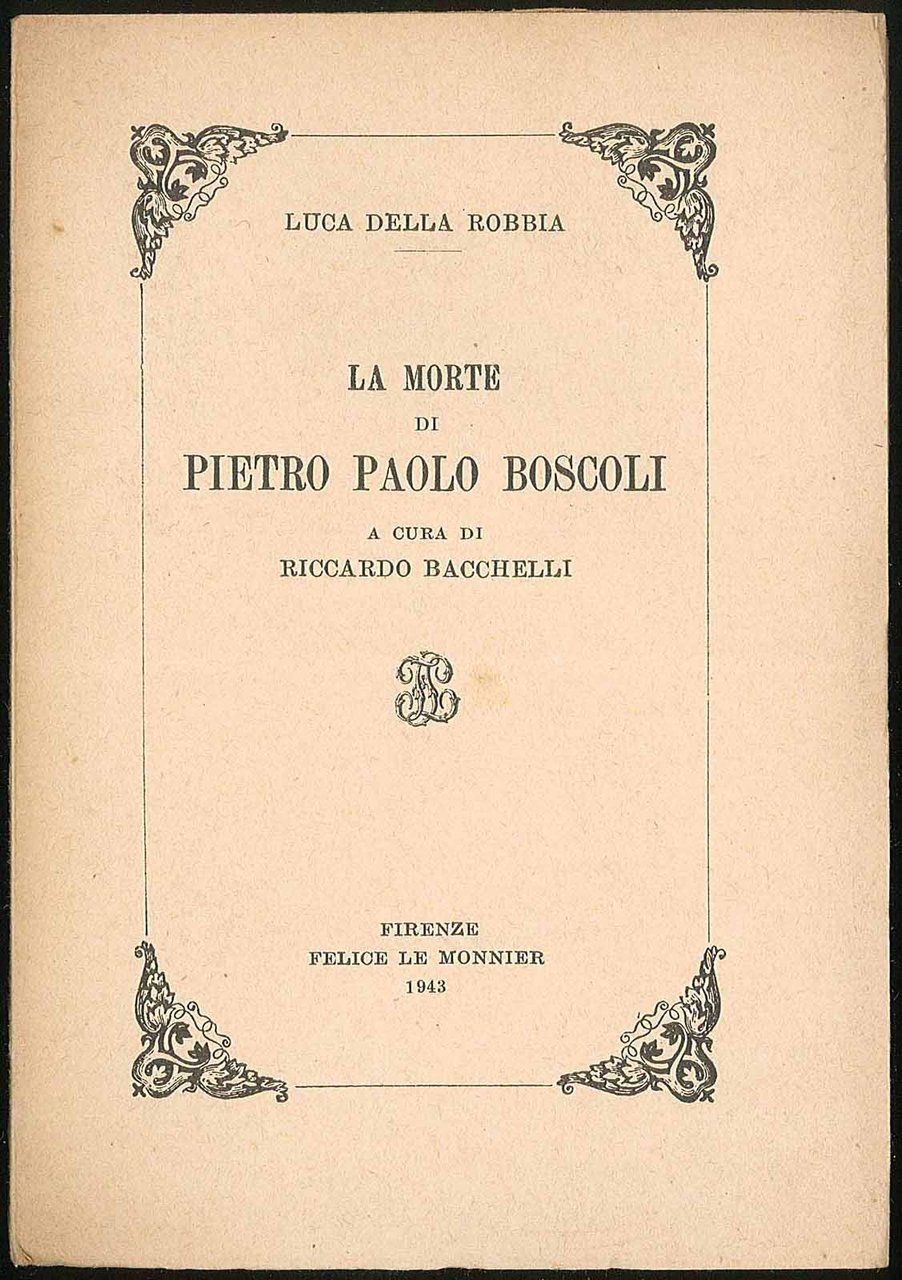 LUCA DELLA ROBBIA
LA MORTE
DI
PIETRO PAOLO BOSCOLI
A CURA DI
RICCARDO BACCHELLI
FIRENZE
FELICE LE MONNIER
1943